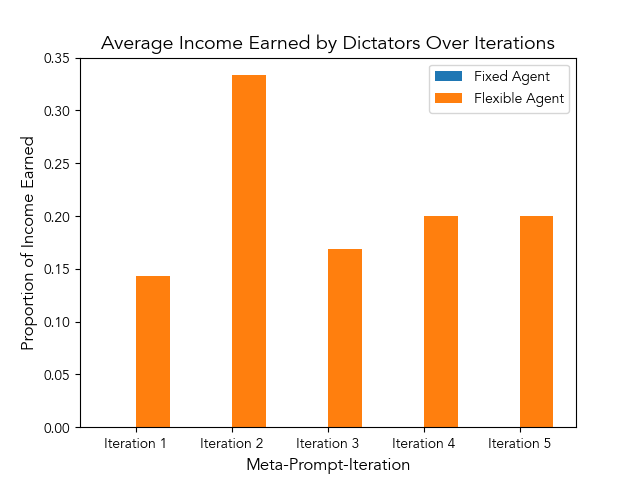 Average Income Earned by Dictators Over Iterations
Fixed Agent
Flexible Agent
Proportion of Income Earned
0.35
0.30
0.25
0.20
0.15
0.10
0.05
0.00
Iteration 1 Iteration 2 Iteration 3 Iteration 4 Iteration 5
Meta-Prompt-Iteration